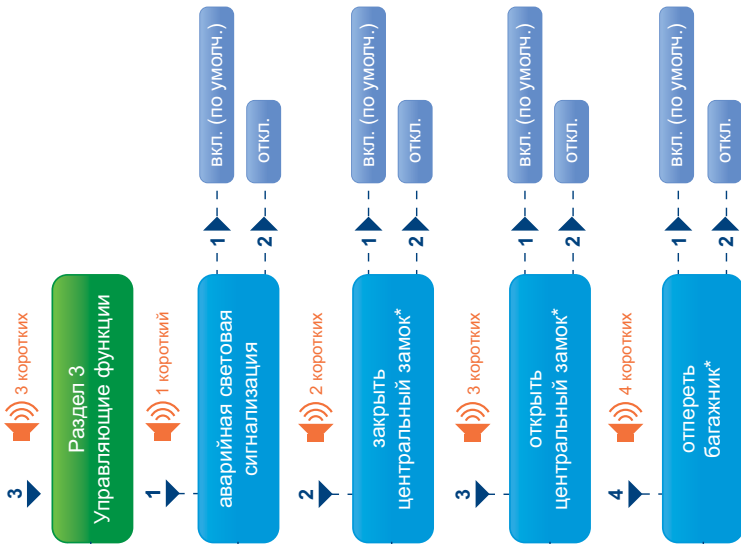 3
3 коротких
Раздел 3
Управляющие функции
1
1 короткий
аварийная световая
сигнализация
1
вкл. (по умолч.)
2
откл.
2
2 коротких
закрыть
центральный замок*
1
вкл. (по умолч.)
2
откл.
3
3 коротких
открыть
центральный замок*
1
вкл. (по умолч.)
2
откл.
4
4 коротких
отпереть
багажник*
1
вкл. (по умолч.)
2
откл.